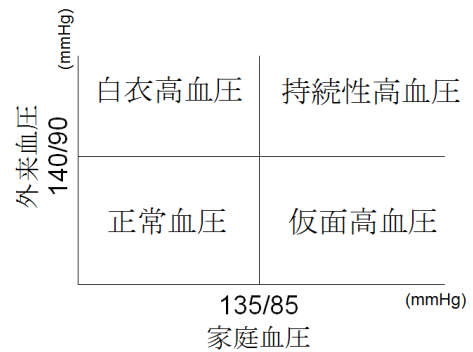 (mmHg)
外来血圧
140/90
白衣高血圧
持続性高血圧
正常血圧
仮面高血圧
135/85
(mmHg)
家庭血圧